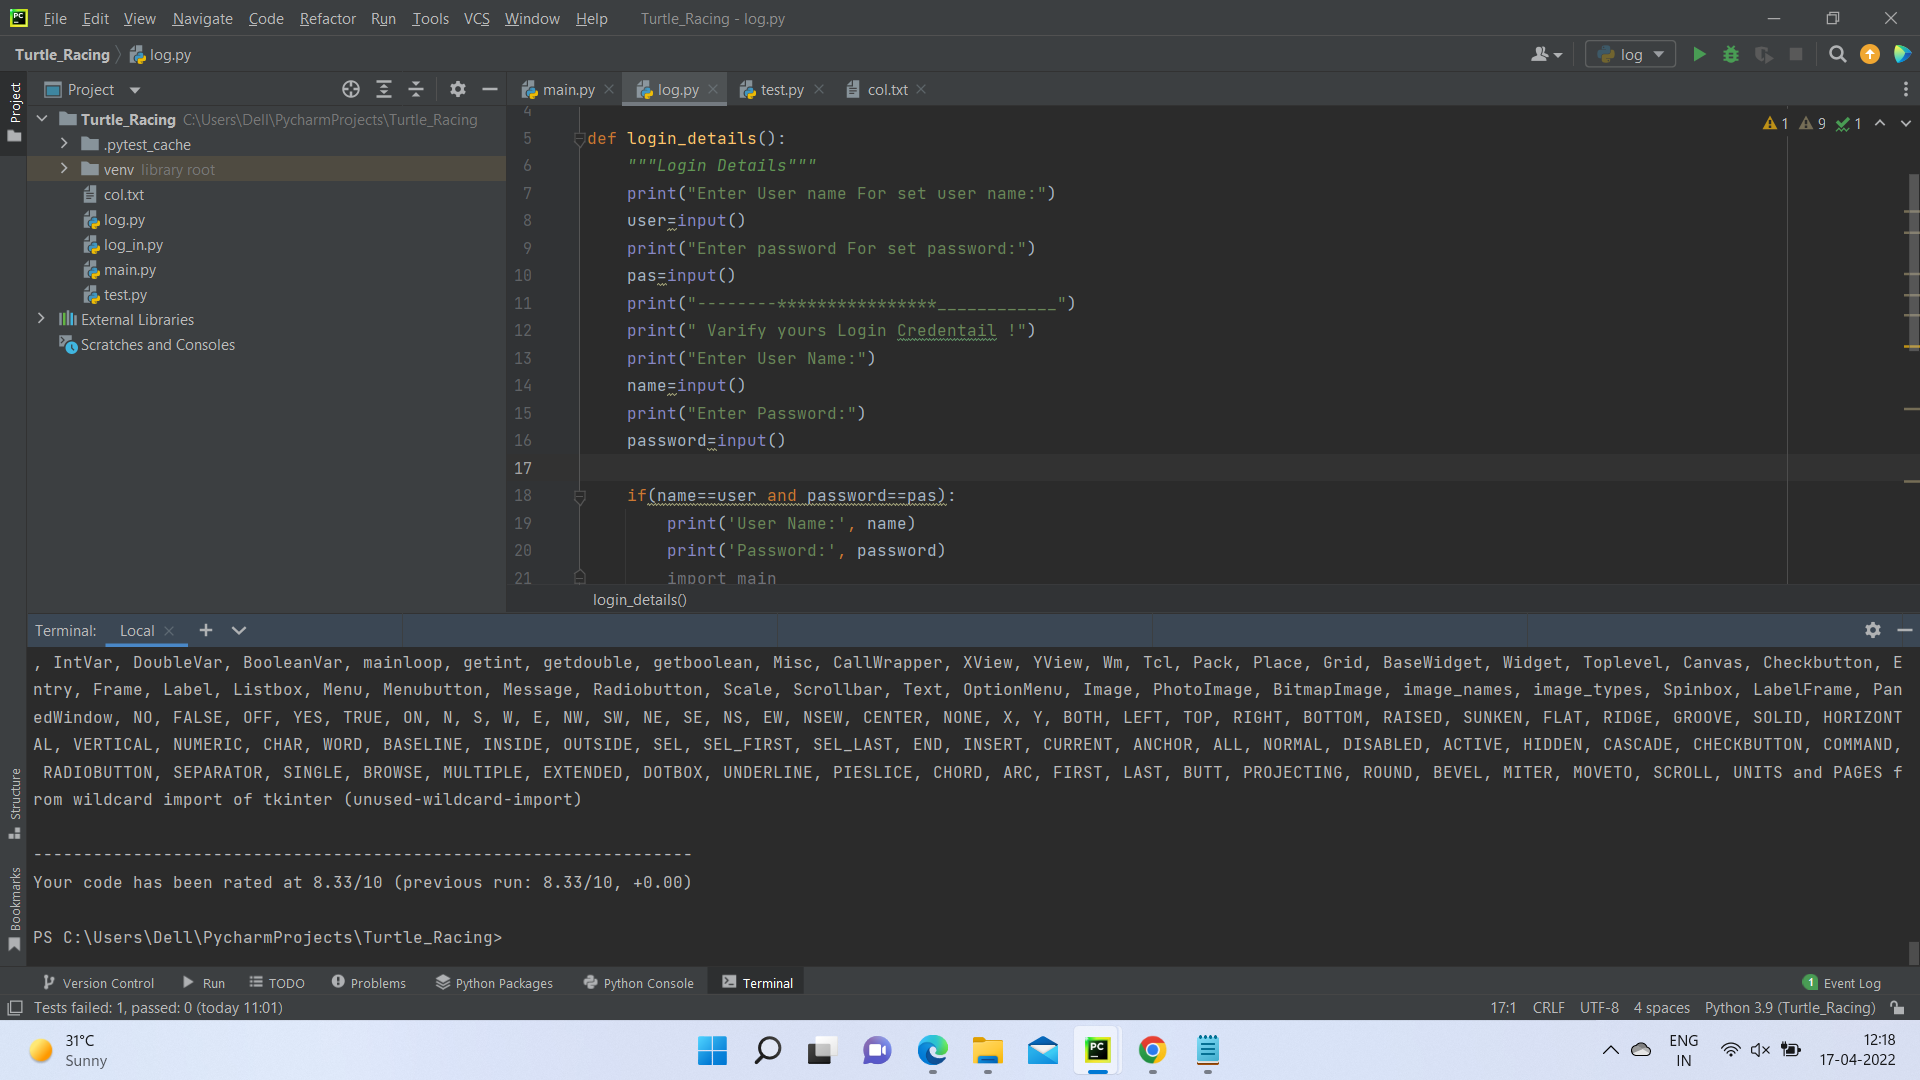 File Edit View Navigate Code Refactor Run Tools VCS Window Help Turtle_Racing - log.py
Turtle_Racing log.py log
Project
Project
main.py log.py test.py col.txt
Turtle_Racing C:\Users\Dell\PycharmProjects\Turtle_Racing
.pytest_cache
venv library root
col.txt
log.py
log_in.py
main.py
test.py
External Libraries
Scratches and Consoles
1 9 1
4
5 def login_details():
6 """Login Details"""
7 print("Enter User name For set user name:")
8 user=input()
9 print("Enter password For set password:")
10 pas=input()
11 print("--------****************____________")
12 print(" Varify yours Login Credentail !")
13 print("Enter User Name:")
14 name=input()
15 print("Enter Password:")
16 password=input()
17
18 if(name==user and password==pas):
19 print('User Name:', name)
20 print('Password:', password)
21 import main
login_details()
Terminal: Local
, IntVar, DoubleVar, BooleanVar, mainloop, getint, getdouble, getboolean, Misc, CallWrapper, XView, YView, Wm, Tcl, Pack, Place, Grid, BaseWidget, Widget, Toplevel, Canvas, Checkbutton, E
ntry, Frame, Label, Listbox, Menu, Menubutton, Message, Radiobutton, Scale, Scrollbar, Text, OptionMenu, Image, PhotoImage, BitmapImage, image_names, image_types, Spinbox, LabelFrame, Pan
edWindow, NO, FALSE, OFF, YES, TRUE, ON, N, S, W, E, NW, SW, NE, SE, NS, EW, NSEW, CENTER, NONE, X, Y, BOTH, LEFT, TOP, RIGHT, BOTTOM, RAISED, SUNKEN, FLAT, RIDGE, GROOVE, SOLID, HORIZONT
AL, VERTICAL, NUMERIC, CHAR, WORD, BASELINE, INSIDE, OUTSIDE, SEL, SEL_FIRST, SEL_LAST, END, INSERT, CURRENT, ANCHOR, ALL, NORMAL, DISABLED, ACTIVE, HIDDEN, CASCADE, CHECKBUTTON, COMMAND,
RADIOBUTTON, SEPARATOR, SINGLE, BROWSE, MULTIPLE, EXTENDED, DOTBOX, UNDERLINE, PIESLICE, CHORD, ARC, FIRST, LAST, BUTT, PROJECTING, ROUND, BEVEL, MITER, MOVETO, SCROLL, UNITS and PAGES f
rom wildcard import of tkinter (unused-wildcard-import)
------------------------------------------------------------------
Your code has been rated at 8.33/10 (previous run: 8.33/10, +0.00)
PS C:\Users\Dell\PycharmProjects\Turtle_Racing>
Structure
Bookmarks
Version Control Run TODO Problems Python Packages Python Console Terminal 1 Event Log
Tests failed: 1, passed: 0 (today 11:01) 17:1 CRLF UTF-8 4 spaces Python 3.9 (Turtle_Racing)
31°C
Sunny
PC
ENG
IN
12:18
17-04-2022